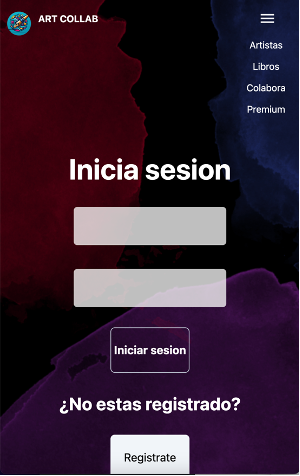 ART COLLAB
Artistas
Libros
Colabora
Premium
Inicia sesion
Iniciar sesion
¿No estas registrado?
Registrate